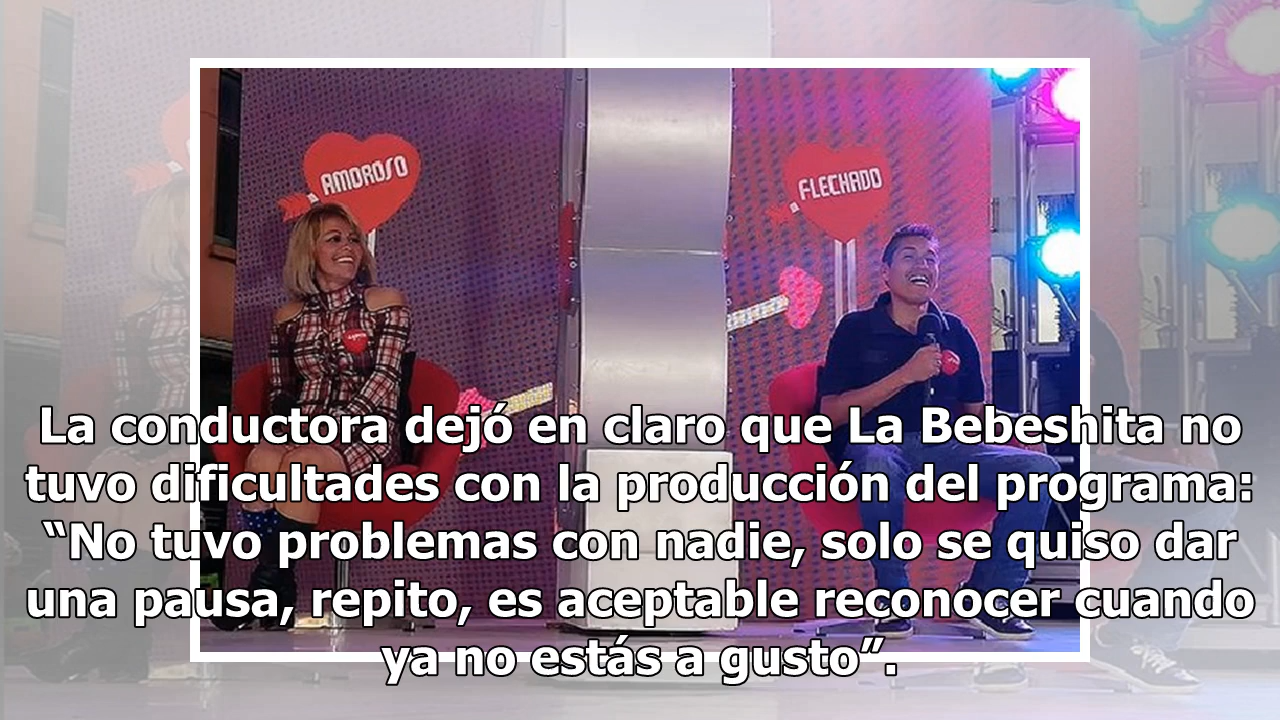 AMOROSO
FLECHADO
La conductora dejó en claro que La Bebeshita no
tuvo dificultades con la producción del programa:
“No tuvo problemas con nadie, solo se quiso dar
una pausa, repito, es aceptable reconocer cuando
ya no estás a gusto”.